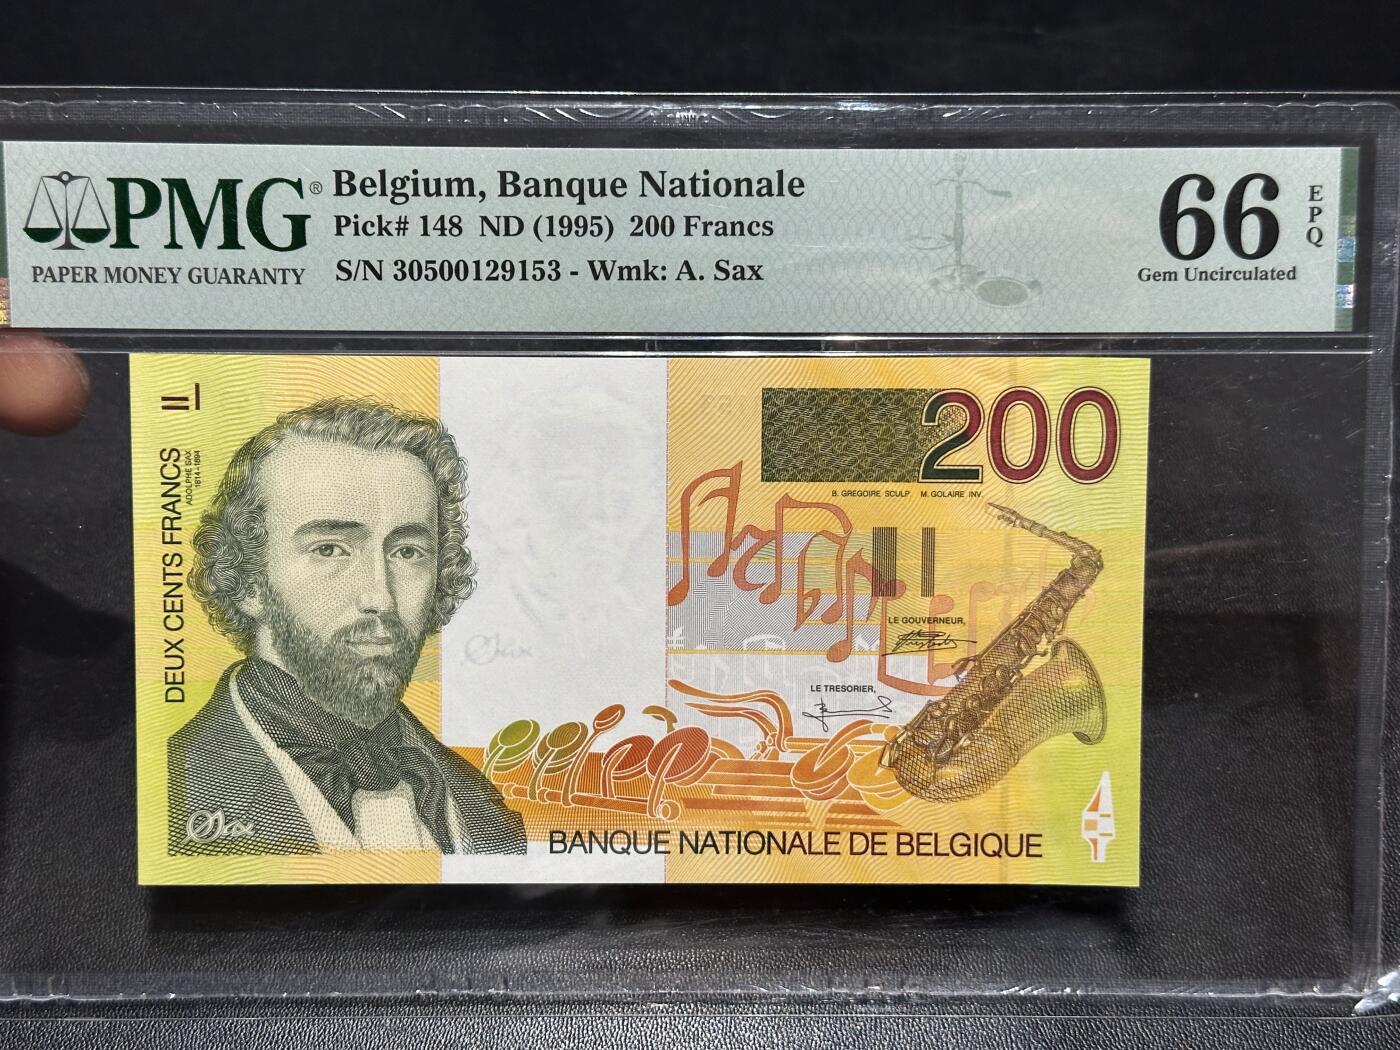 PMG®
PAPER MONEY GUARANTY
Belgium, Banque Nationale
Pick# 148 ND (1995) 200 Francs
S/N 30500129153 - Wmk: A. Sax
66
EPQ
Gem Uncirculated
DEUX CENTS FRANCS
ADOLPHE SAX
1814-1894
200
B. GREGOIRE SCULP. M. GOLAIRE INV.
LE GOUVERNEUR,
LE TRESORIER,
Sax
Sax
BANQUE NATIONALE DE BELGIQUE